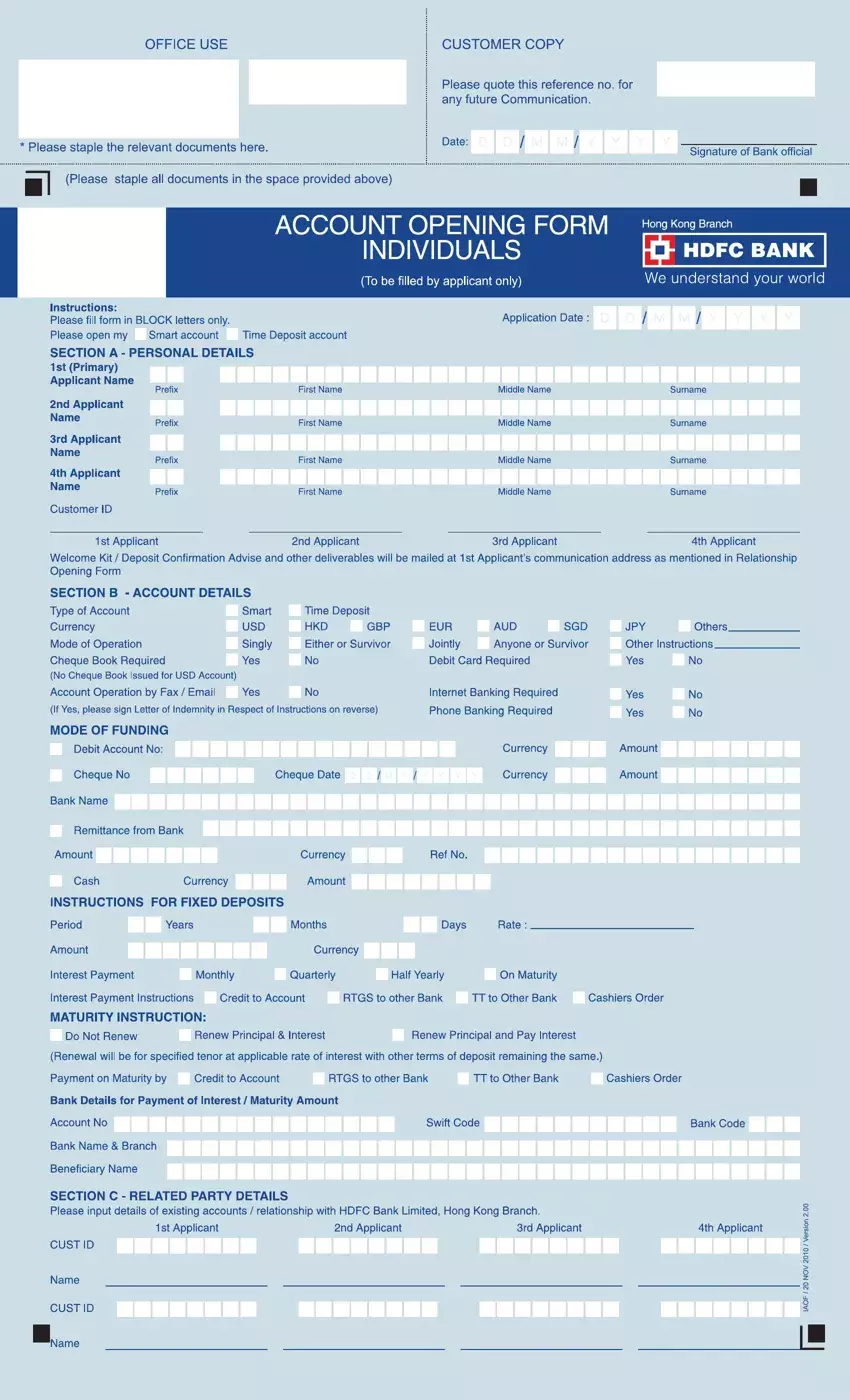 OFFICE USE
* Please staple the relevant documents here.
CUSTOMER COPY
Please quote this reference no. for
any future Communication.
Date: D D / M M / Y Y Y Y
Signature of Bank official
(Please staple all documents in the space provided above)
ACCOUNT OPENING FORM
INDIVIDUALS
(To be filled by applicant only)
Hong Kong Branch
HDFC BANK
We understand your world
Instructions:
Please fill form in BLOCK letters only.
Application Date : D D / M M / Y Y Y Y
Please open my Smart account Time Deposit account
SECTION A - PERSONAL DETAILS
1st (Primary)
Applicant Name
Prefix First Name Middle Name Surname
2nd Applicant
Name
Prefix First Name Middle Name Surname
3rd Applicant
Name
Prefix First Name Middle Name Surname
4th Applicant
Name
Prefix First Name Middle Name Surname
Customer ID
1st Applicant 2nd Applicant 3rd Applicant 4th Applicant
Welcome Kit / Deposit Confirmation Advise and other deliverables will be mailed at 1st Applicant's communication address as mentioned in Relationship
Opening Form
SECTION B - ACCOUNT DETAILS
Type of Account Smart Time Deposit
Currency USD HKD GBP EUR AUD SGD JPY Others
Mode of Operation Singly Either or Survivor Jointly Anyone or Survivor Other Instructions
Cheque Book Required Yes No Debit Card Required Yes No
(No Cheque Book Issued for USD Account)
Account Operation by Fax / Email Yes No Internet Banking Required Yes No
(If Yes, please sign Letter of Indemnity in Respect of Instructions on reverse) Phone Banking Required Yes No
MODE OF FUNDING
Debit Account No: Currency Amount
Cheque No Cheque Date D D / M M / Y Y Y Y Currency Amount
Bank Name
Remittance from Bank
Amount Currency Ref No.
Cash Currency Amount
INSTRUCTIONS FOR FIXED DEPOSITS
Period Years Months Days Rate :
Amount Currency
Interest Payment Monthly Quarterly Half Yearly On Maturity
Interest Payment Instructions Credit to Account RTGS to other Bank TT to Other Bank Cashiers Order
MATURITY INSTRUCTION:
Do Not Renew Renew Principal & Interest Renew Principal and Pay Interest
(Renewal will be for specified tenor at applicable rate of interest with other terms of deposit remaining the same.)
Payment on Maturity by Credit to Account RTGS to other Bank TT to Other Bank Cashiers Order
Bank Details for Payment of Interest / Maturity Amount
Account No Swift Code Bank Code
Bank Name & Branch
Beneficiary Name
SECTION C - RELATED PARTY DETAILS
Please input details of existing accounts / relationship with HDFC Bank Limited, Hong Kong Branch.
1st Applicant 2nd Applicant 3rd Applicant 4th Applicant
CUST ID
Name
CUST ID
Name
IAOF / 20 NOV 2010 / Version 2.00